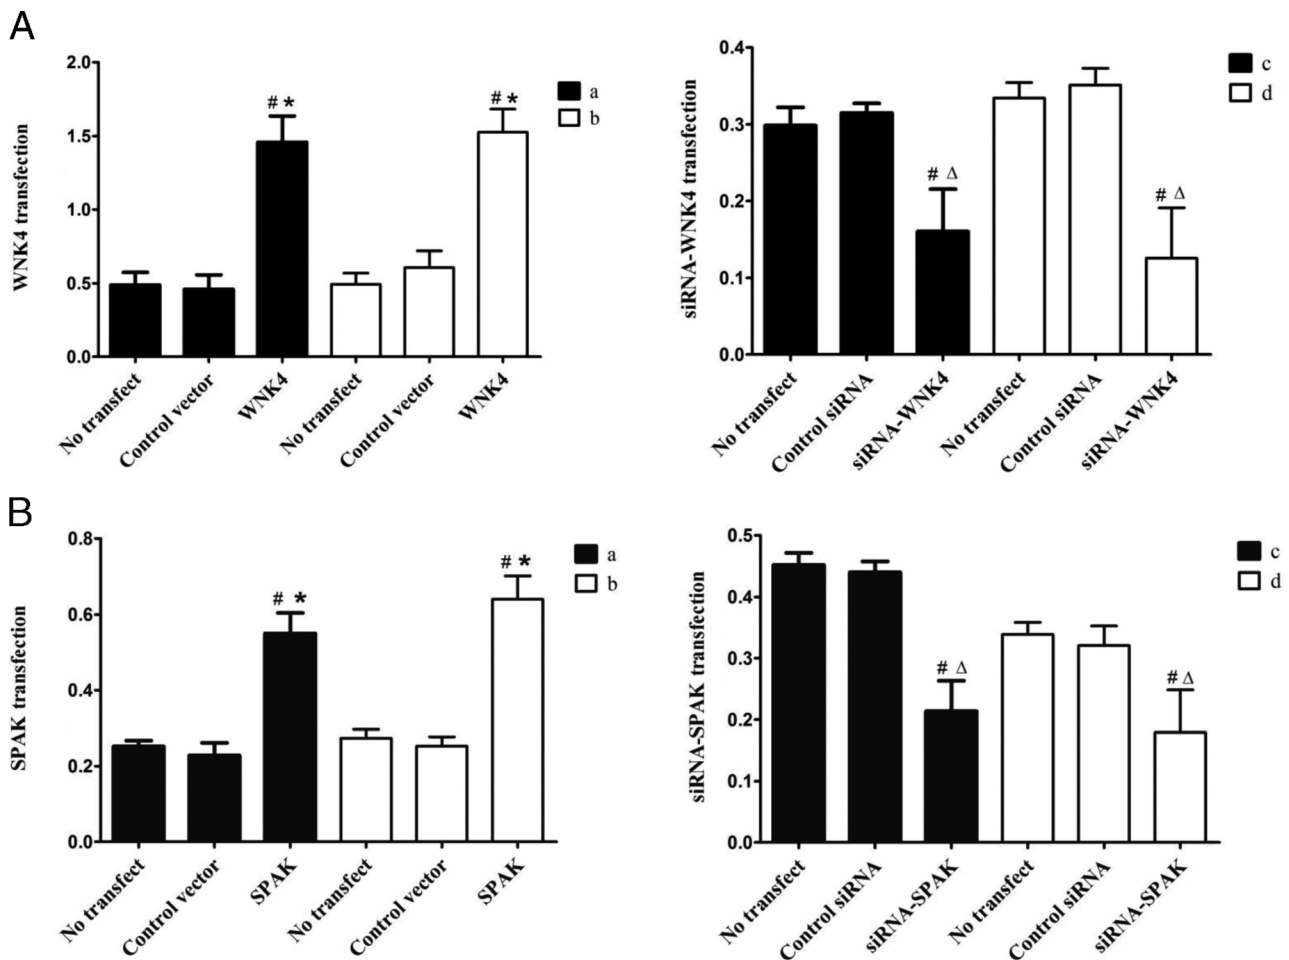 A
WNK4 transfection
2.0
1.5
1.0
0.5
0.0
# *
# *
a
b
No transfect
Control vector
WNK4
No transfect
Control vector
WNK4
siRNA-WNK4 transfection
0.4
0.3
0.2
0.1
0.0
# Δ
# Δ
c
d
No transfect
Control siRNA
siRNA-WNK4
No transfect
Control siRNA
siRNA-WNK4
B
SPAK transfection
0.8
0.6
0.4
0.2
0.0
# *
# *
a
b
No transfect
Control vector
SPAK
No transfect
Control vector
SPAK
siRNA-SPAK transfection
0.5
0.4
0.3
0.2
0.1
0.0
# Δ
# Δ
c
d
No transfect
Control siRNA
siRNA-SPAK
No transfect
Control siRNA
siRNA-SPAK